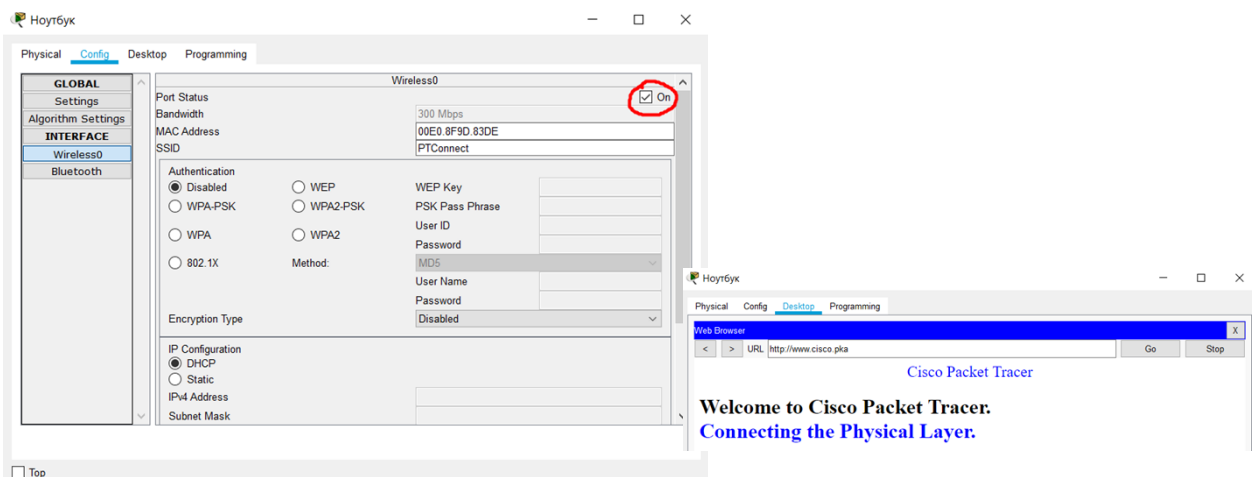 Ноутбук
Physical Config Desktop Programming
GLOBAL
Settings
Algorithm Settings
INTERFACE
Wireless0
Bluetooth
Wireless0
Port Status On
Bandwidth 300 Mbps
MAC Address 00E0.8F9D.83DE
SSID PTConnect
Authentication
Disabled WEP WEP Key
WPA-PSK WPA2-PSK PSK Pass Phrase
User ID
WPA WPA2
Password
802.1X Method: MD5
User Name
Password
Encryption Type Disabled
IP Configuration
DHCP
Static
IPv4 Address
Subnet Mask
Top
Ноутбук
Physical Config Desktop Programming
Web Browser X
< > URL http://www.cisco.pka Go Stop
Cisco Packet Tracer
Welcome to Cisco Packet Tracer.
Connecting the Physical Layer.